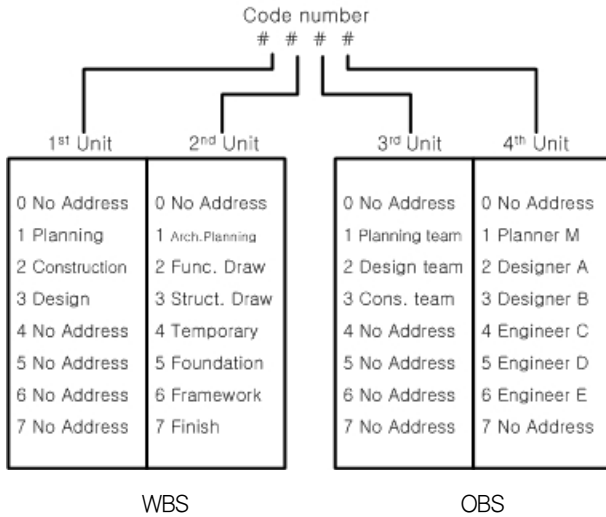 Code number
# # # #
1st Unit 2nd Unit 3rd Unit 4th Unit
0 No Address 0 No Address 0 No Address 0 No Address
1 Planning 1 Arch.Planning 1 Planning team 1 Planner M
2 Construction 2 Func. Draw 2 Design team 2 Designer A
3 Design 3 Struct. Draw 3 Cons. team 3 Designer B
4 No Address 4 Temporary 4 No Address 4 Engineer C
5 No Address 5 Foundation 5 No Address 5 Engineer D
6 No Address 6 Framework 6 No Address 6 Engineer E
7 No Address 7 Finish 7 No Address 7 No Address
WBS OBS